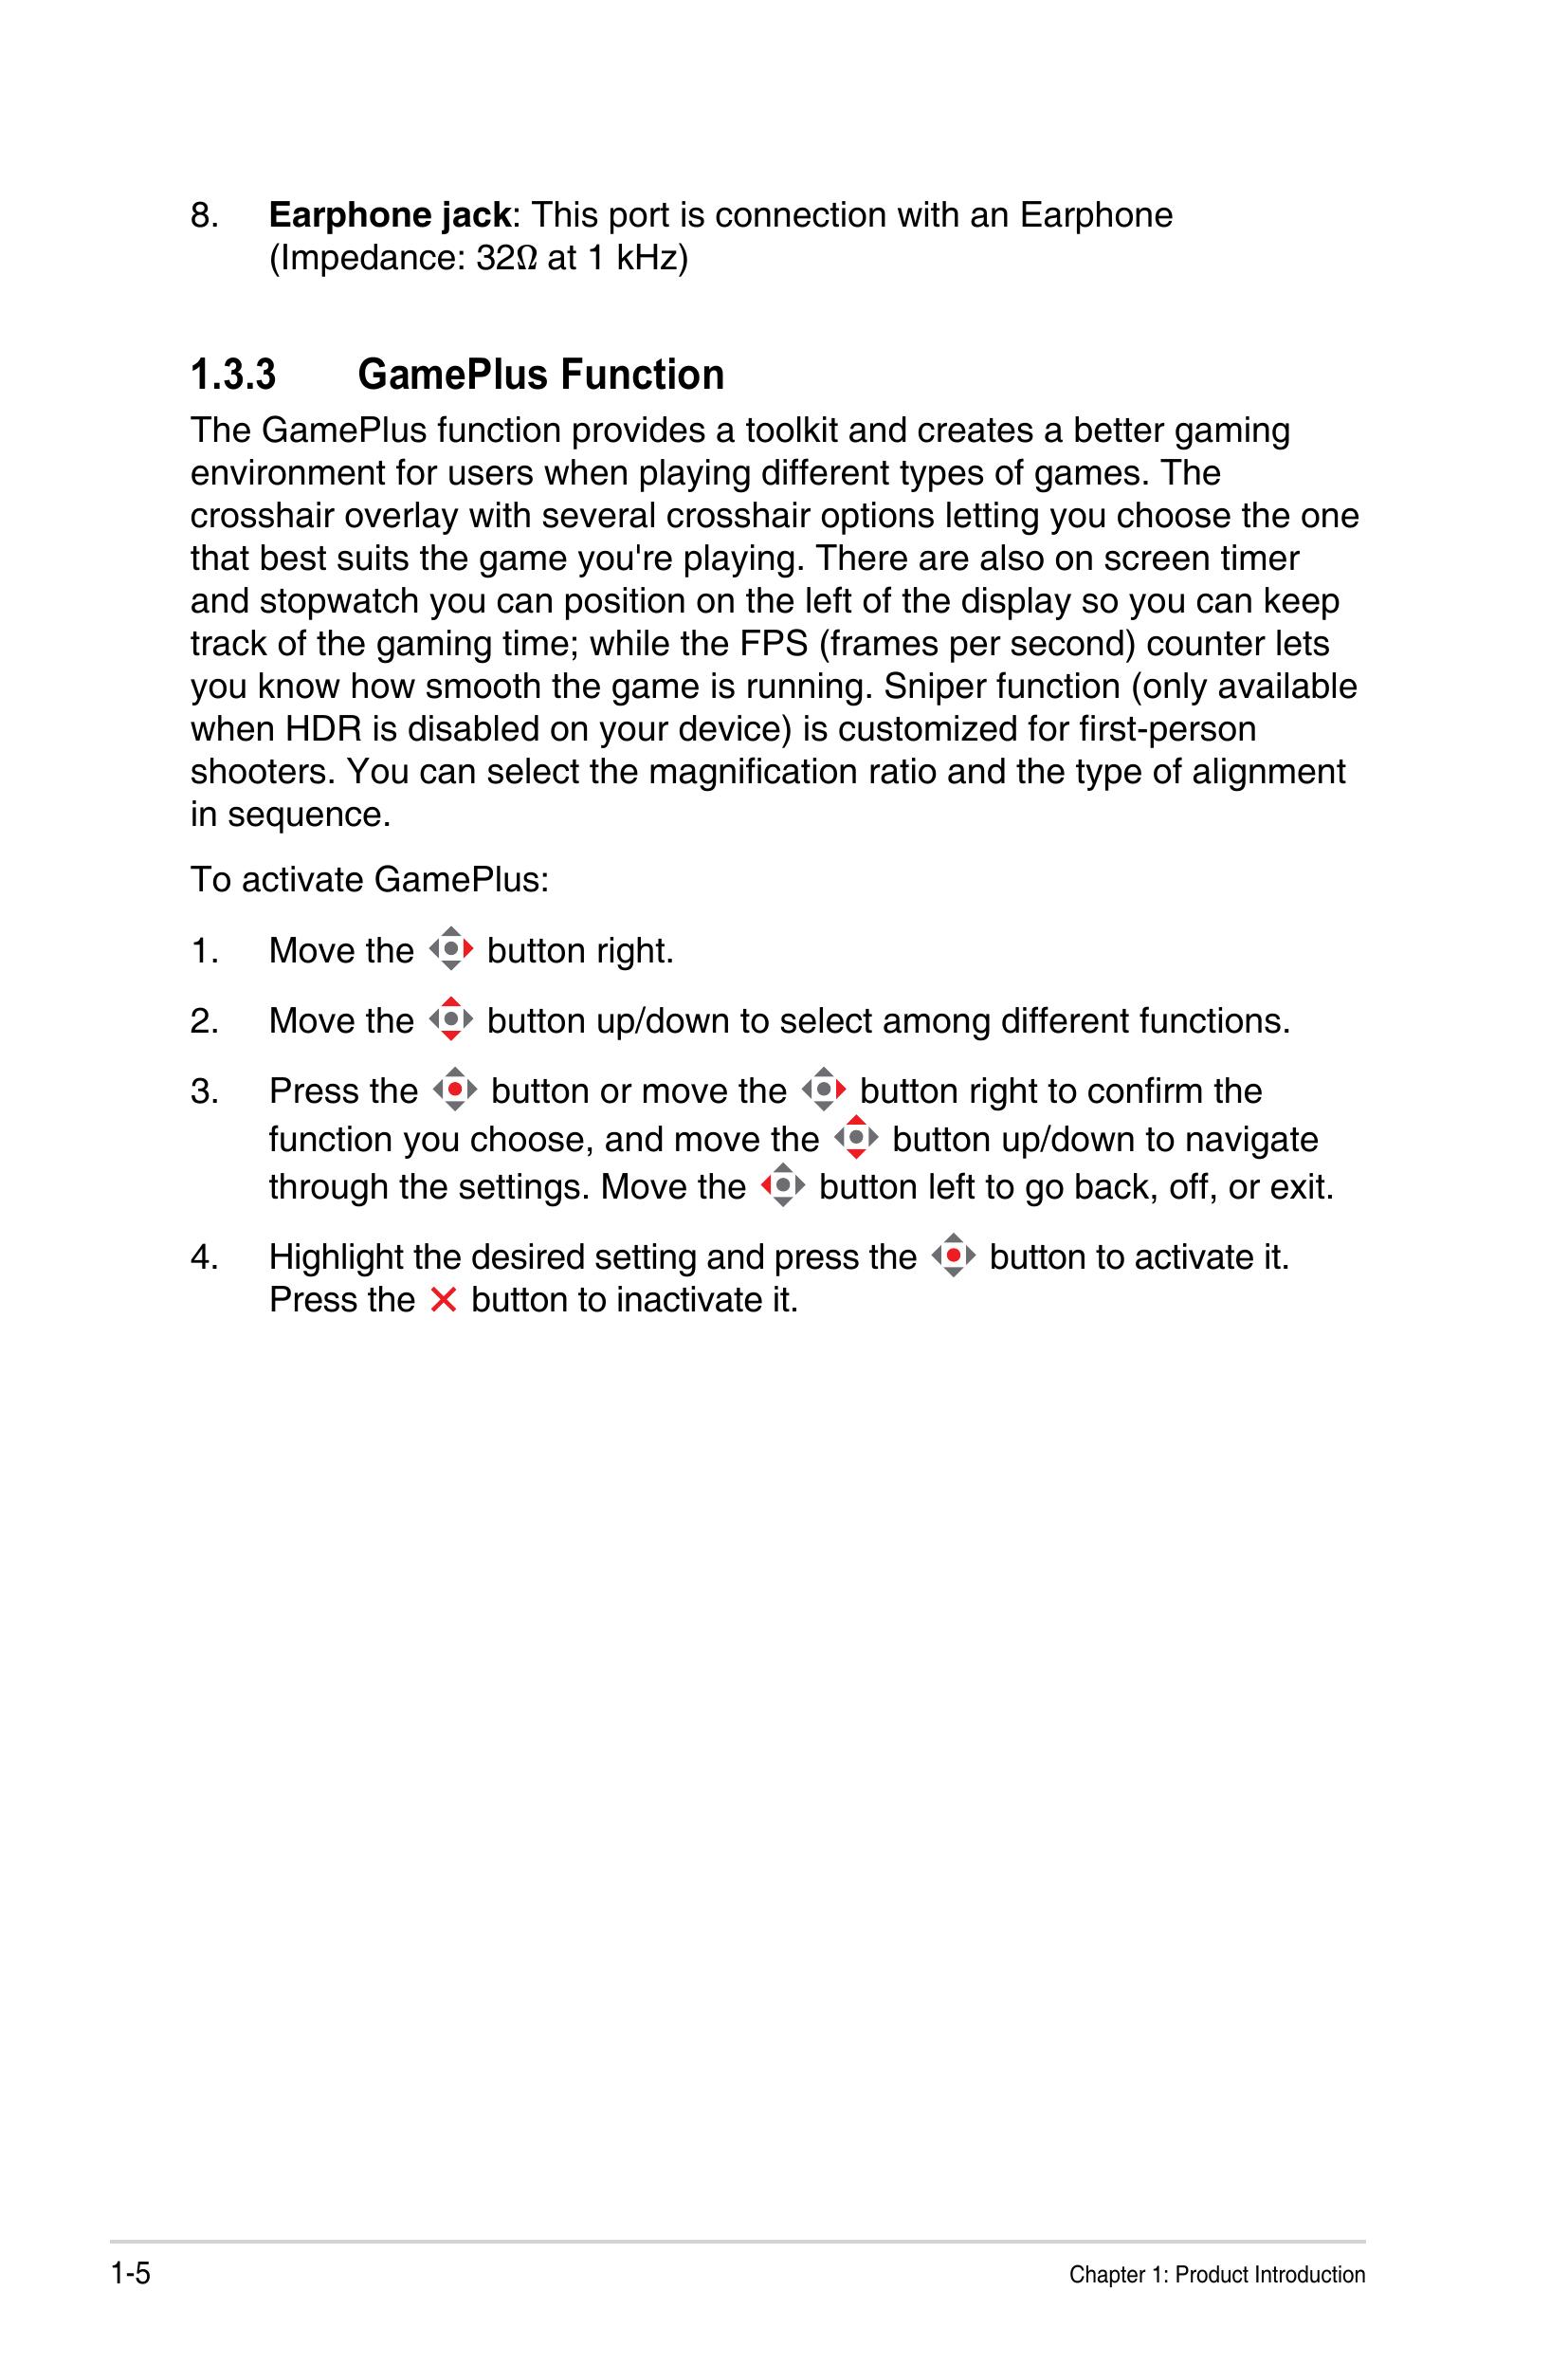 8. Earphone jack: This port is connection with an Earphone
(Impedance: 32Ω at 1 kHz)
1.3.3 GamePlus Function
The GamePlus function provides a toolkit and creates a better gaming
environment for users when playing different types of games. The
crosshair overlay with several crosshair options letting you choose the one
that best suits the game you're playing. There are also on screen timer
and stopwatch you can position on the left of the display so you can keep
track of the gaming time; while the FPS (frames per second) counter lets
you know how smooth the game is running. Sniper function (only available
when HDR is disabled on your device) is customized for first-person
shooters. You can select the magnification ratio and the type of alignment
in sequence.
To activate GamePlus:
1. Move the button right.
2. Move the button up/down to select among different functions.
3. Press the button or move the button right to confirm the
function you choose, and move the button up/down to navigate
through the settings. Move the button left to go back, off, or exit.
4. Highlight the desired setting and press the button to activate it.
Press the ✕ button to inactivate it.
1-5 Chapter 1: Product Introduction